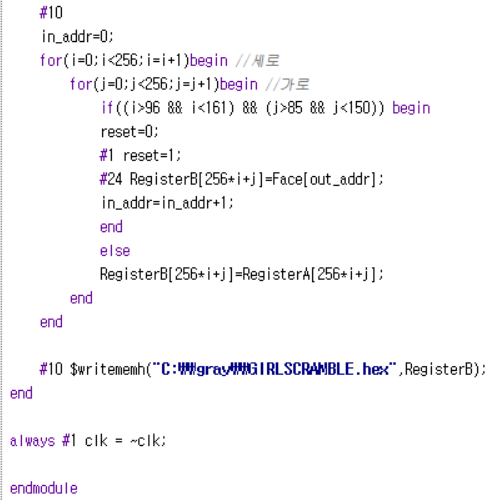 #10
in_addr=0;
for(i=0;i<256;i=i+1)begin //세로
for(j=0;j<256;j=j+1)begin //가로
if((i>96 && i<161) && (j>85 && j<150)) begin
reset=0;
#1 reset=1;
#24 RegisterB[256*i+j]=Face[out_addr];
in_addr=in_addr+1;
end
else
RegisterB[256*i+j]=RegisterA[256*i+j];
end
end
#10 $writememh("C:₩₩gray₩₩GIRLSCRAMBLE.hex",RegisterB);
end
always #1 clk = ~clk;
endmodule